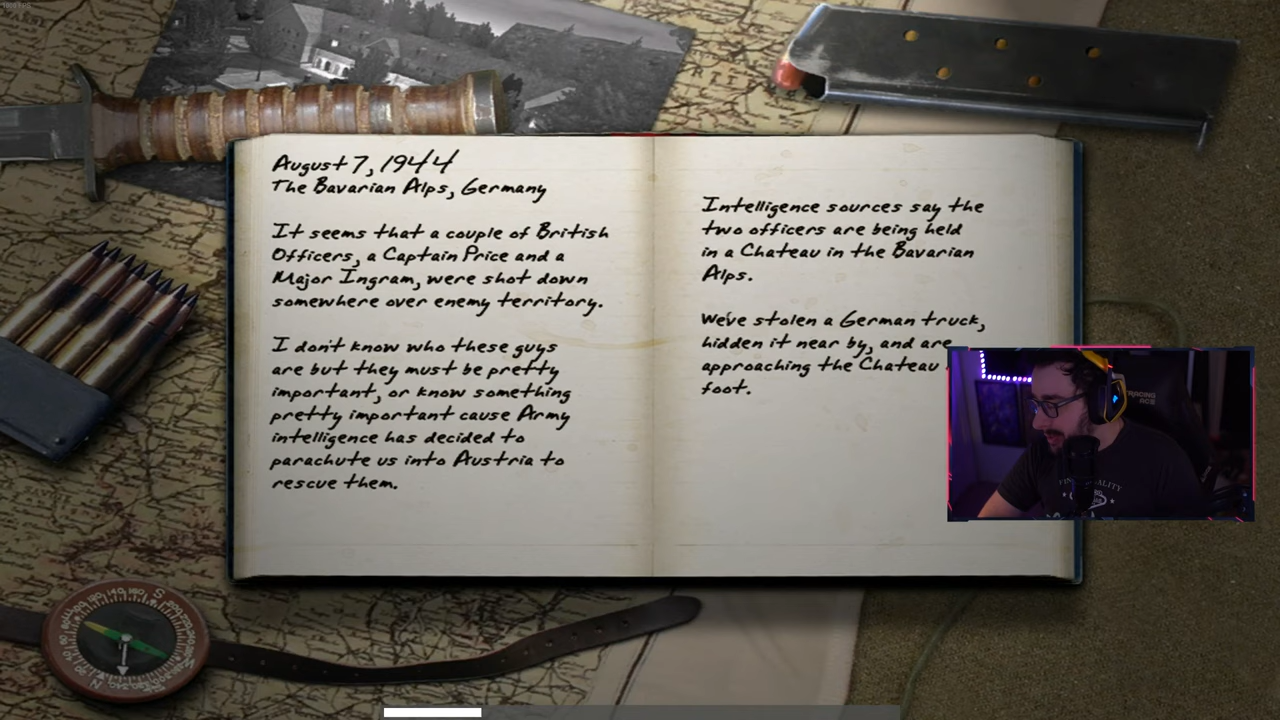 August 7, 1944
The Bavarian Alps, Germany
It seems that a couple of British
Officers, a Captain Price and a
Major Ingram, were shot down
somewhere over enemy territory.
I don't know who these guys
are but they must be pretty
important, or know something
pretty important cause Army
intelligence has decided to
parachute us into Austria to
rescue them.
Intelligence sources say the
two officers are being held
in a Chateau in the Bavarian
Alps.
We've stolen a German truck,
hidden it near by, and are
approaching the Chateau
foot.